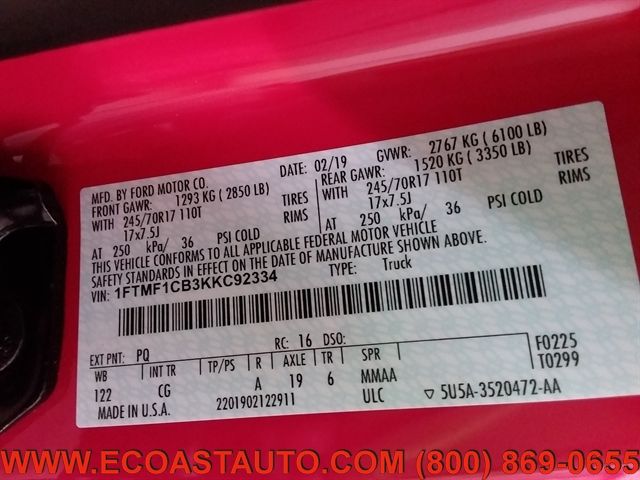 MFD. BY FORD MOTOR CO.
DATE: 02/19
GVWR: 2767 KG ( 6100 LB)
FRONT GAWR: 1293 KG ( 2850 LB)
REAR GAWR: 1520 KG ( 3350 LB)
WITH 245/70R17 110T TIRES
WITH 245/70R17 110T TIRES
17x7.5J RIMS
17x7.5J RIMS
AT 250 kPa/ 36 PSI COLD
AT 250 kPa/ 36 PSI COLD
THIS VEHICLE CONFORMS TO ALL APPLICABLE FEDERAL MOTOR VEHICLE
SAFETY STANDARDS IN EFFECT ON THE DATE OF MANUFACTURE SHOWN ABOVE.
VIN: 1FTMF1CB3KKC92334
TYPE: Truck
EXT PNT: PQ
RC: 16 DSO:
F0225
WB INT TR TP/PS R AXLE TR SPR
T0299
122 CG A 19 6 MMAA
MADE IN U.S.A. 2201902122911 ULC ▽ 5U5A-3520472-AA
WWW.ECOASTAUTO.COM (800) 869-0655